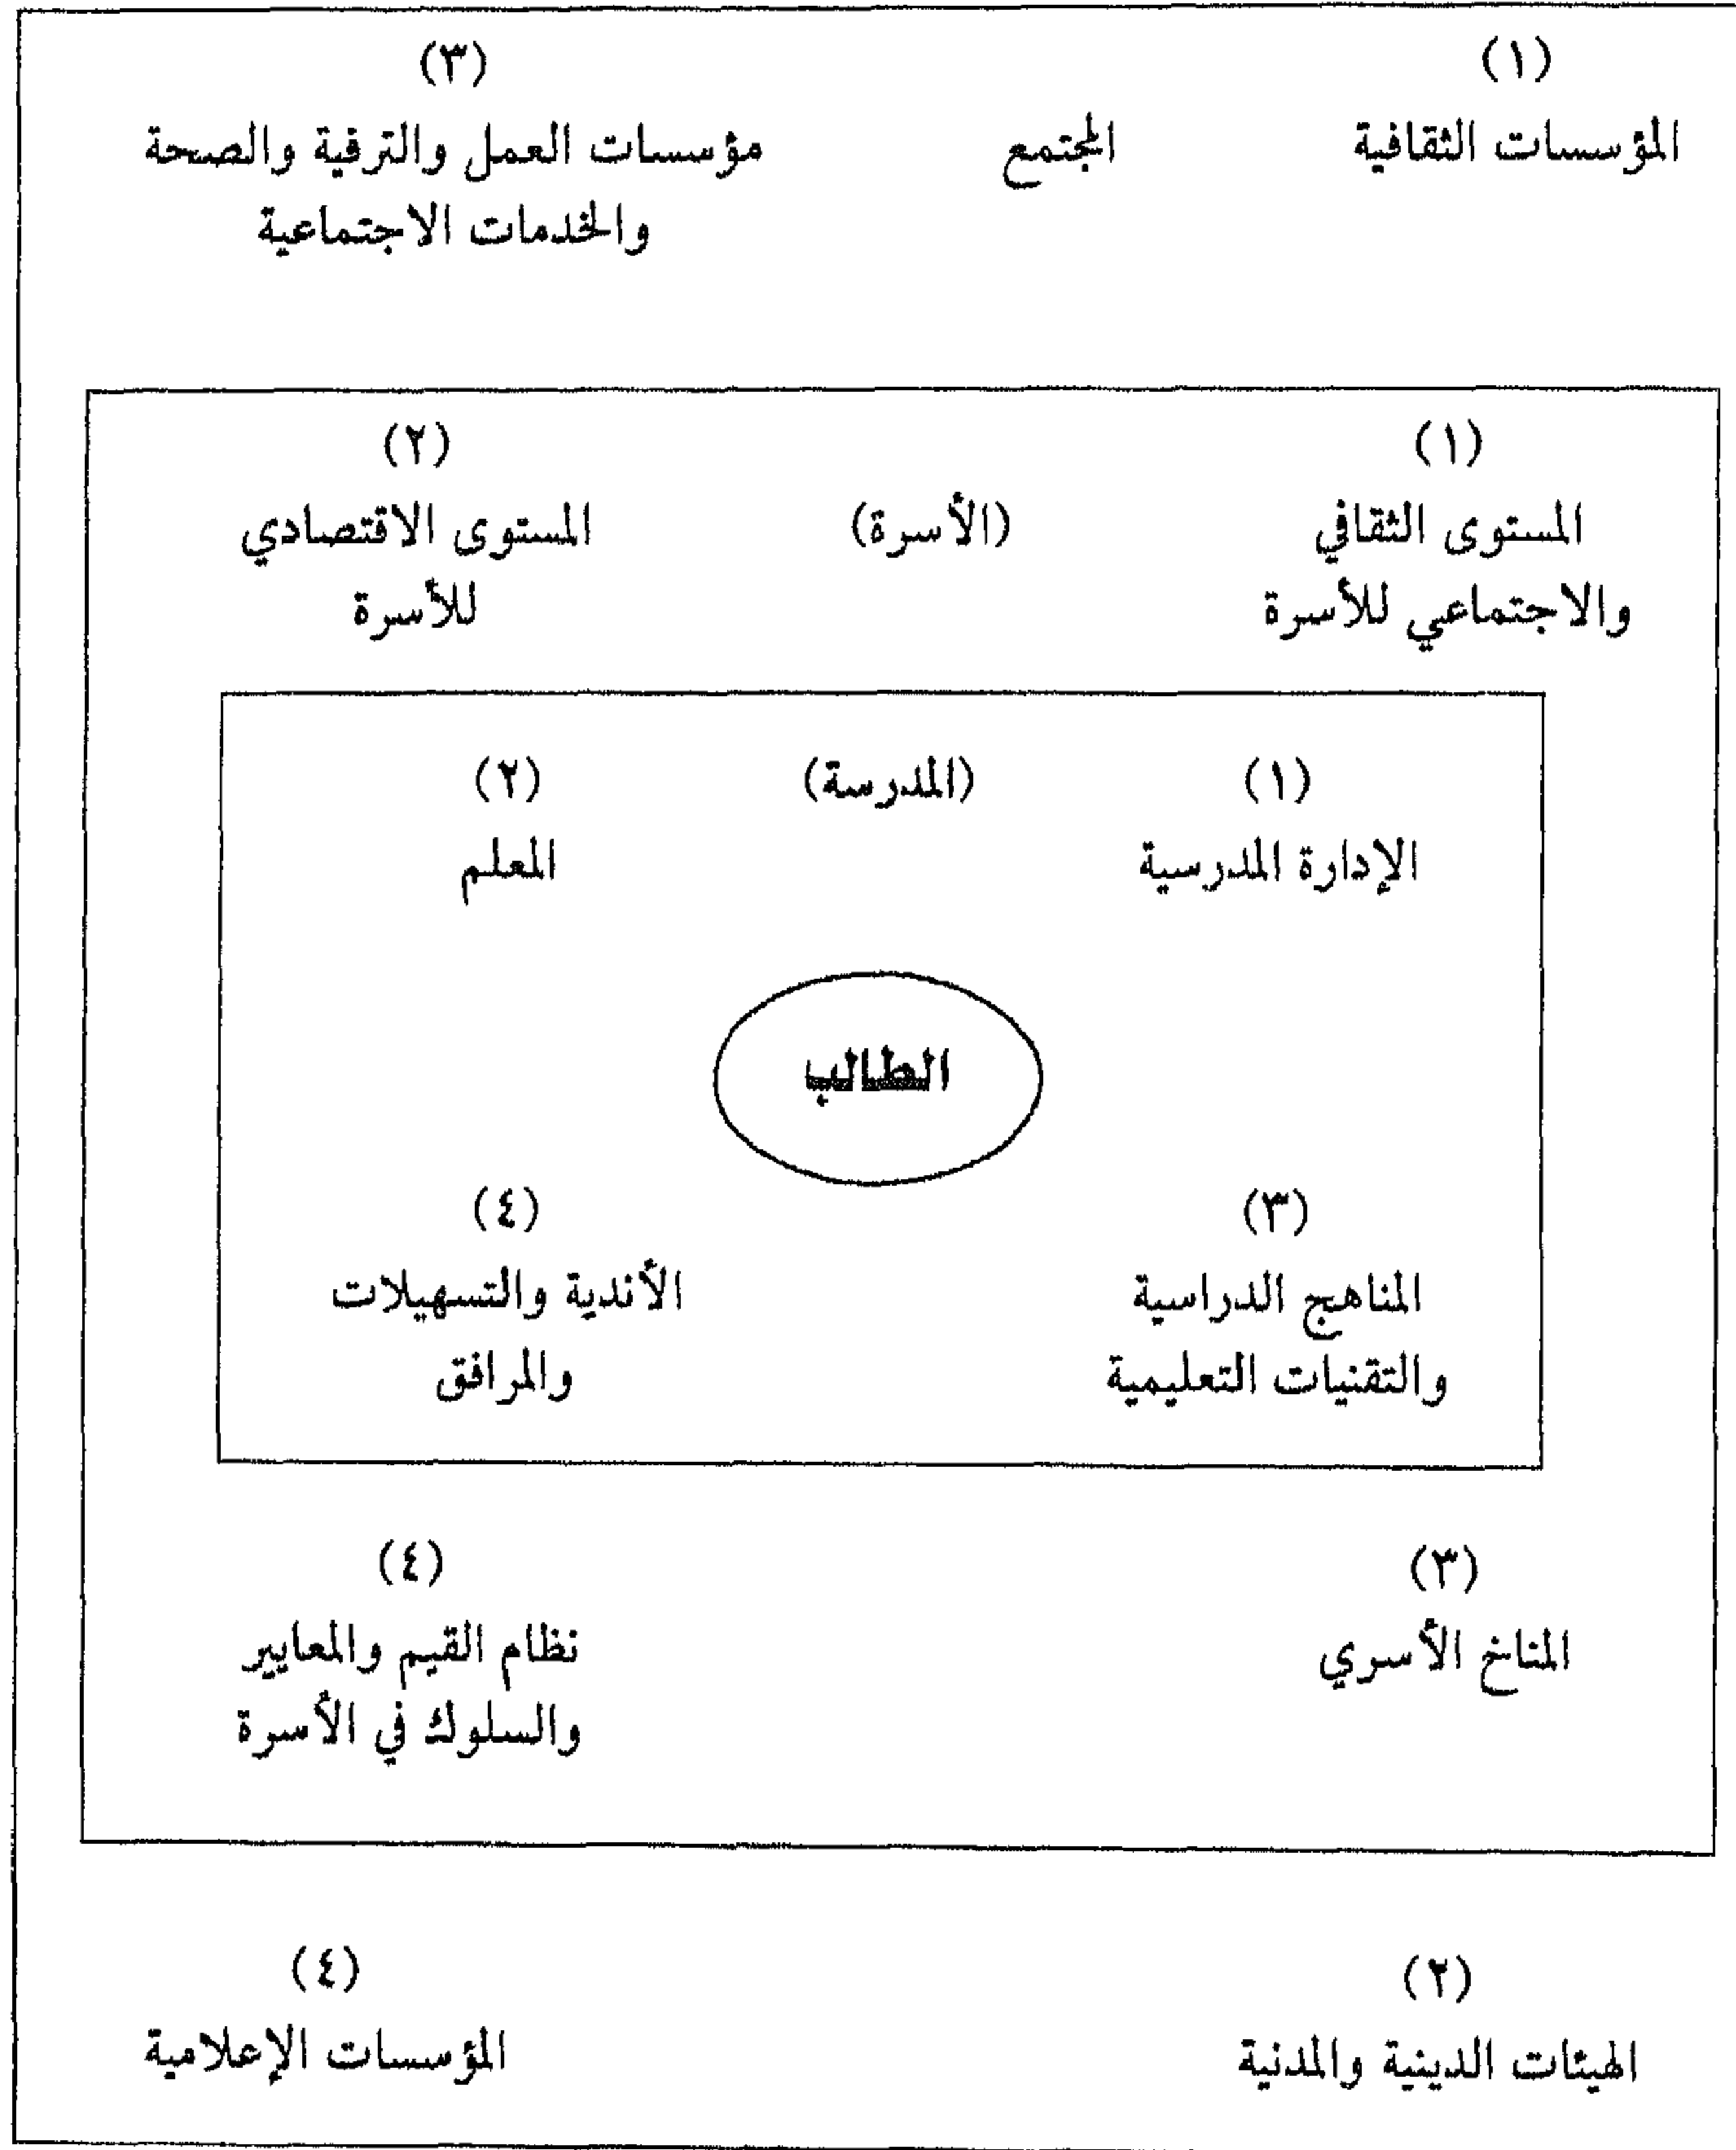 (١)
المؤسسات الثقافية
المجتمع
(٣)
مؤسسات العمل والترفية والصحة
والخدمات الاجتماعية
(١)
المستوى الثقافي
والاجتماعي للأسرة
(الأسرة)
(٢)
المستوى الاقتصادي
للأسرة
(١)
الإدارة المدرسية
(المدرسة)
(٢)
المعلم
الطالب
(٣)
المناهج الدراسية
والتقنيات التعليمية
(٤)
الأندية والتسهيلات
والمرافق
(٣)
المناخ الأسري
(٤)
نظام القيم والمعايير
والسلوك في الأسرة
(٢)
الهيئات الدينية والمدنية
(٤)
المؤسسات الإعلامية